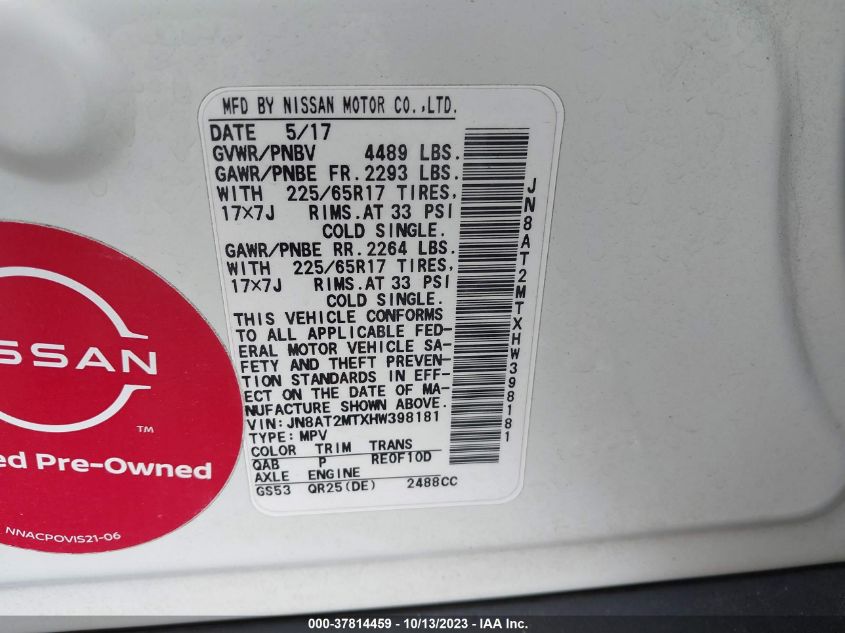 MFD BY NISSAN MOTOR CO.,LTD.
DATE 5/17
GVWR/PNBV 4489 LBS.
GAWR/PNBE FR. 2293 LBS.
WITH 225/65R17 TIRES,
17×7J RIMS.AT 33 PSI
COLD SINGLE.
GAWR/PNBE RR. 2264 LBS.
WITH 225/65R17 TIRES,
17×7J RIMS.AT 33 PSI
COLD SINGLE.
THIS VEHICLE CONFORMS
TO ALL APPLICABLE FED-
ERAL MOTOR VEHICLE SA-
FETY AND THEFT PREVEN-
TION STANDARDS IN EFF-
ECT ON THE DATE OF MA-
NUFACTURE SHOWN ABOVE.
VIN: JN8AT2MTXHW398181
TYPE: MPV
COLOR TRIM TRANS
QAB P RE0F10D
AXLE ENGINE
GS53 QR25(DE) 2488CC
JN8AT2MTXHW398181
ISSAN
TM
ed Pre-Owned
NNACPOVIS21-06
000-37814459 - 10/13/2023 - IAA Inc.